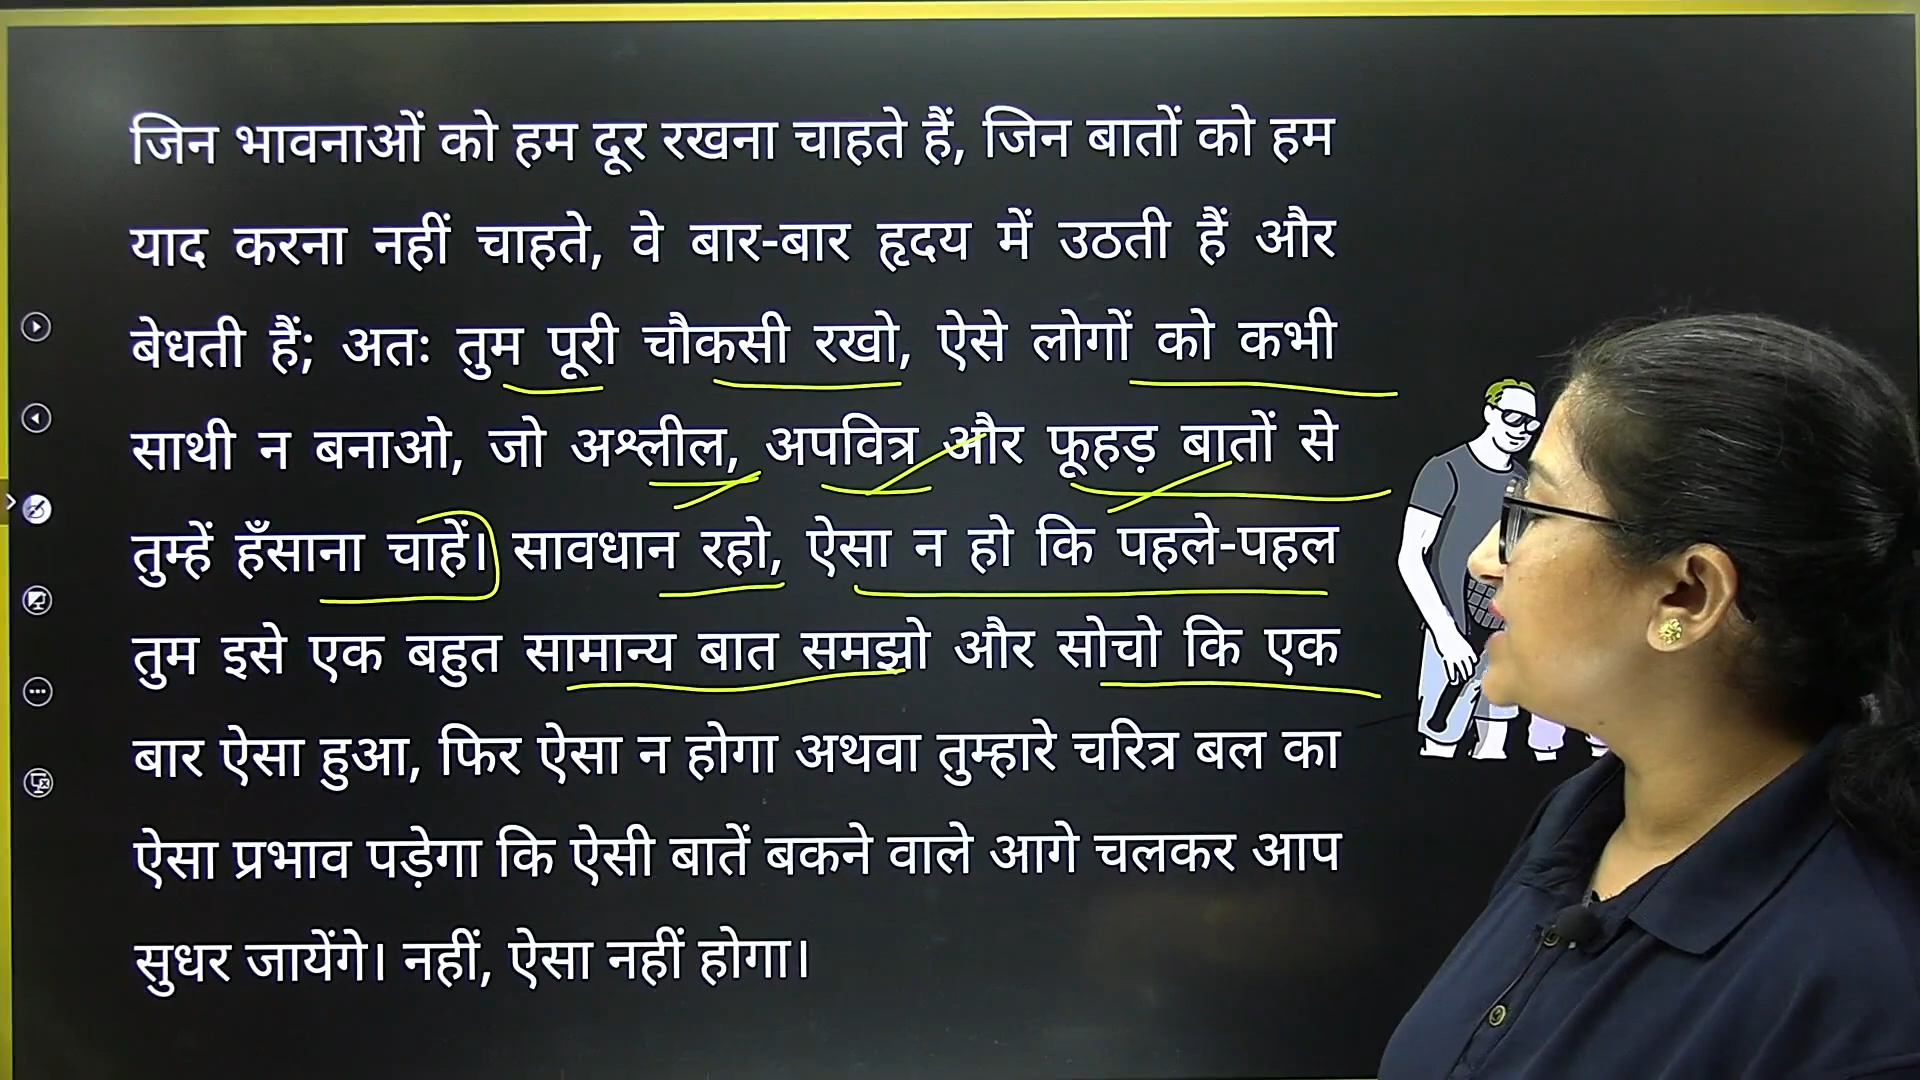 जिन भावनाओं को हम दूर रखना चाहते हैं, जिन बातों को हम
याद करना नहीं चाहते, वे बार-बार हृदय में उठती हैं और
बेधती हैं; अतः तुम पूरी चौकसी रखो, ऐसे लोगों को कभी
साथी न बनाओ, जो अश्लील, अपवित्र और फूहड़ बातों से
तुम्हें हँसाना चाहें। सावधान रहो, ऐसा न हो कि पहले-पहल
तुम इसे एक बहुत सामान्य बात समझो और सोचो कि एक
बार ऐसा हुआ, फिर ऐसा न होगा अथवा तुम्हारे चरित्र बल का
ऐसा प्रभाव पड़ेगा कि ऐसी बातें बकने वाले आगे चलकर आप
सुधर जायेंगे। नहीं, ऐसा नहीं होगा।